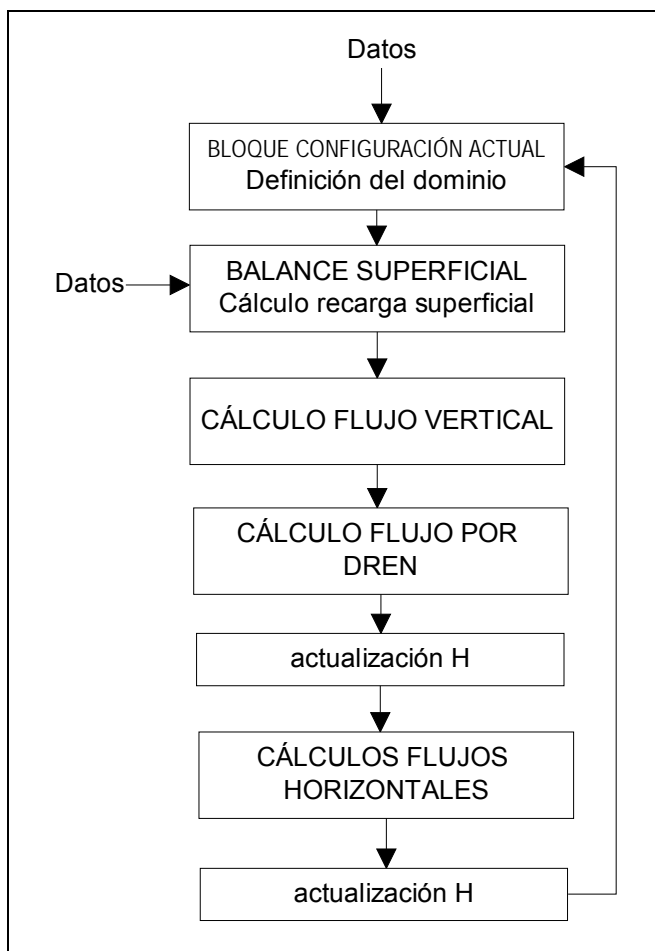 Datos
BLOQUE CONFIGURACIÓN ACTUAL
Definición del dominio
Datos
BALANCE SUPERFICIAL
Cálculo recarga superficial
CÁLCULO FLUJO VERTICAL
CÁLCULO FLUJO POR
DREN
actualización H
CÁLCULOS FLUJOS
HORIZONTALES
actualización H